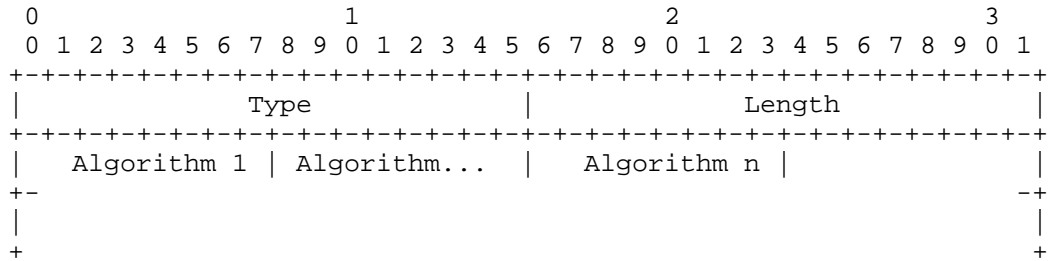 0                   1                   2                   3
 0 1 2 3 4 5 6 7 8 9 0 1 2 3 4 5 6 7 8 9 0 1 2 3 4 5 6 7 8 9 0 1
+-+-+-+-+-+-+-+-+-+-+-+-+-+-+-+-+-+-+-+-+-+-+-+-+-+-+-+-+-+-+-+-+
|              Type             |             Length            |
+-+-+-+-+-+-+-+-+-+-+-+-+-+-+-+-+-+-+-+-+-+-+-+-+-+-+-+-+-+-+-+-+
|   Algorithm 1 | Algorithm...  |   Algorithm n |               |
+-                                                             -+
|                                                               |
+                                                               +